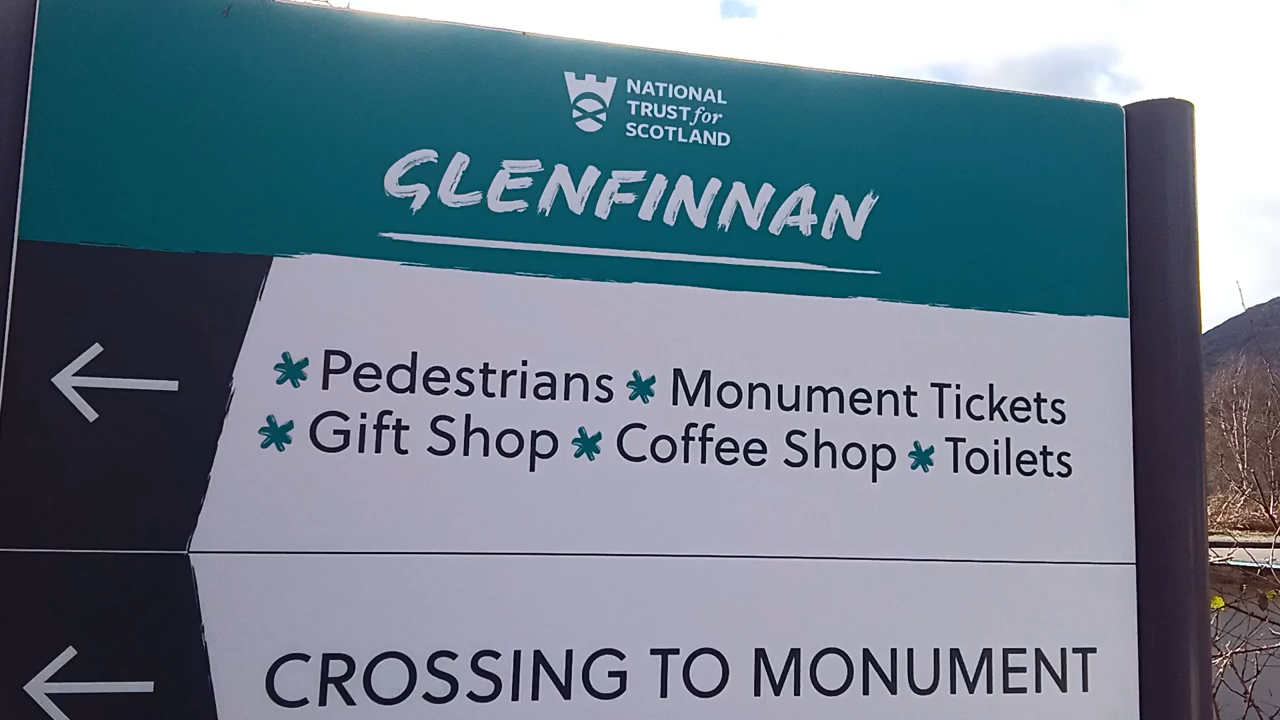 NATIONAL
TRUST for
SCOTLAND
GLENFINNAN
Pedestrians * Monument Tickets
* Gift Shop * Coffee Shop * Toilets
CROSSING TO MONUMENT